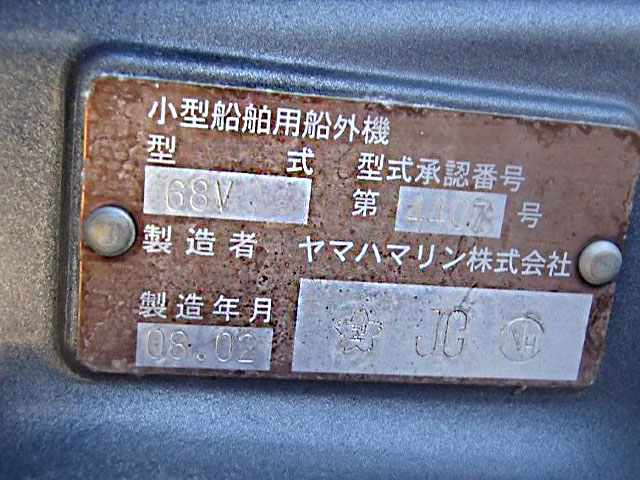 小型船舶用船外機
型 式 型式承認番号
68V 第 4407 号
製造者 ヤマハマリン株式会社
製造年月
08.02 JG